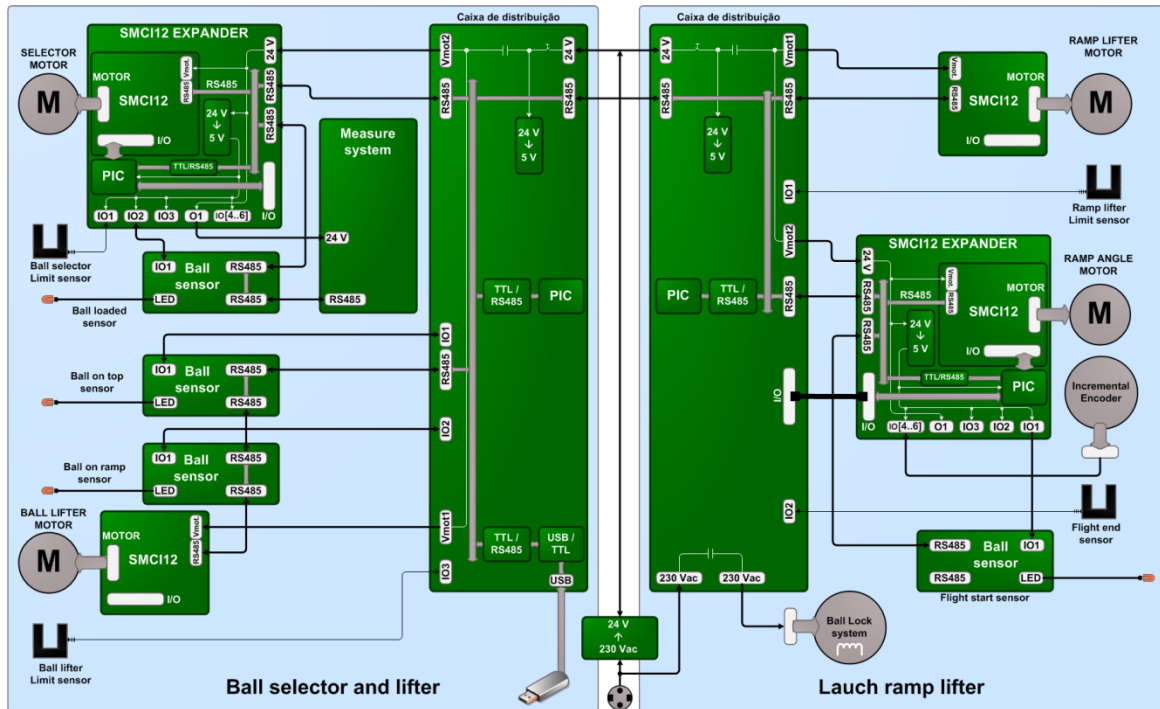 SMCI12 EXPANDER
SELECTOR
MOTOR
M
MOTOR
SMCI12
Vmot.
RS485
RS485
24 V
↓
5 V
I/O
PIC
TTL/RS485
24 V
RS485
RS485
I/O
IO1
IO2
IO3
O1
IO[4..6]
Ball selector
Limit sensor
Measure
system
24 V
RS485
IO1
Ball
sensor
RS485
LED
RS485
Ball loaded
sensor
Ball on top
sensor
IO1
Ball
sensor
RS485
LED
RS485
Ball on ramp
sensor
IO1
Ball
sensor
RS485
LED
RS485
BALL LIFTER
MOTOR
M
MOTOR
SMCI12
Vmot.
RS485
I/O
Ball lifter
Limit sensor
Caixa de distribuição
Vmot2
24 V
RS485
RS485
24 V
↓
5 V
TTL /
RS485
PIC
IO1
RS485
IO2
Vmot1
TTL /
RS485
USB /
TTL
USB
IO3
Ball selector and lifter
24 V
↑
230 Vac
Caixa de distribuição
24 V
Vmot1
RS485
RS485
24 V
↓
5 V
IO1
Vmot2
PIC
TTL /
RS485
RS485
I/O
IO2
230 Vac
230 Vac
Ball Lock
system
RAMP LIFTER
MOTOR
Vmot.
RS485
MOTOR
SMCI12
I/O
M
Ramp lifter
Limit sensor
SMCI12 EXPANDER
24 V
RS485
RS485
Vmot.
RS485
RS485
MOTOR
SMCI12
24 V
↓
5 V
I/O
TTL/RS485
PIC
I/O
IO[4..6]
O1
IO3
IO2
IO1
RAMP ANGLE
MOTOR
M
Incremental
Encoder
Flight end
sensor
RS485
Ball
sensor
IO1
RS485
LED
Flight start sensor
Lauch ramp lifter